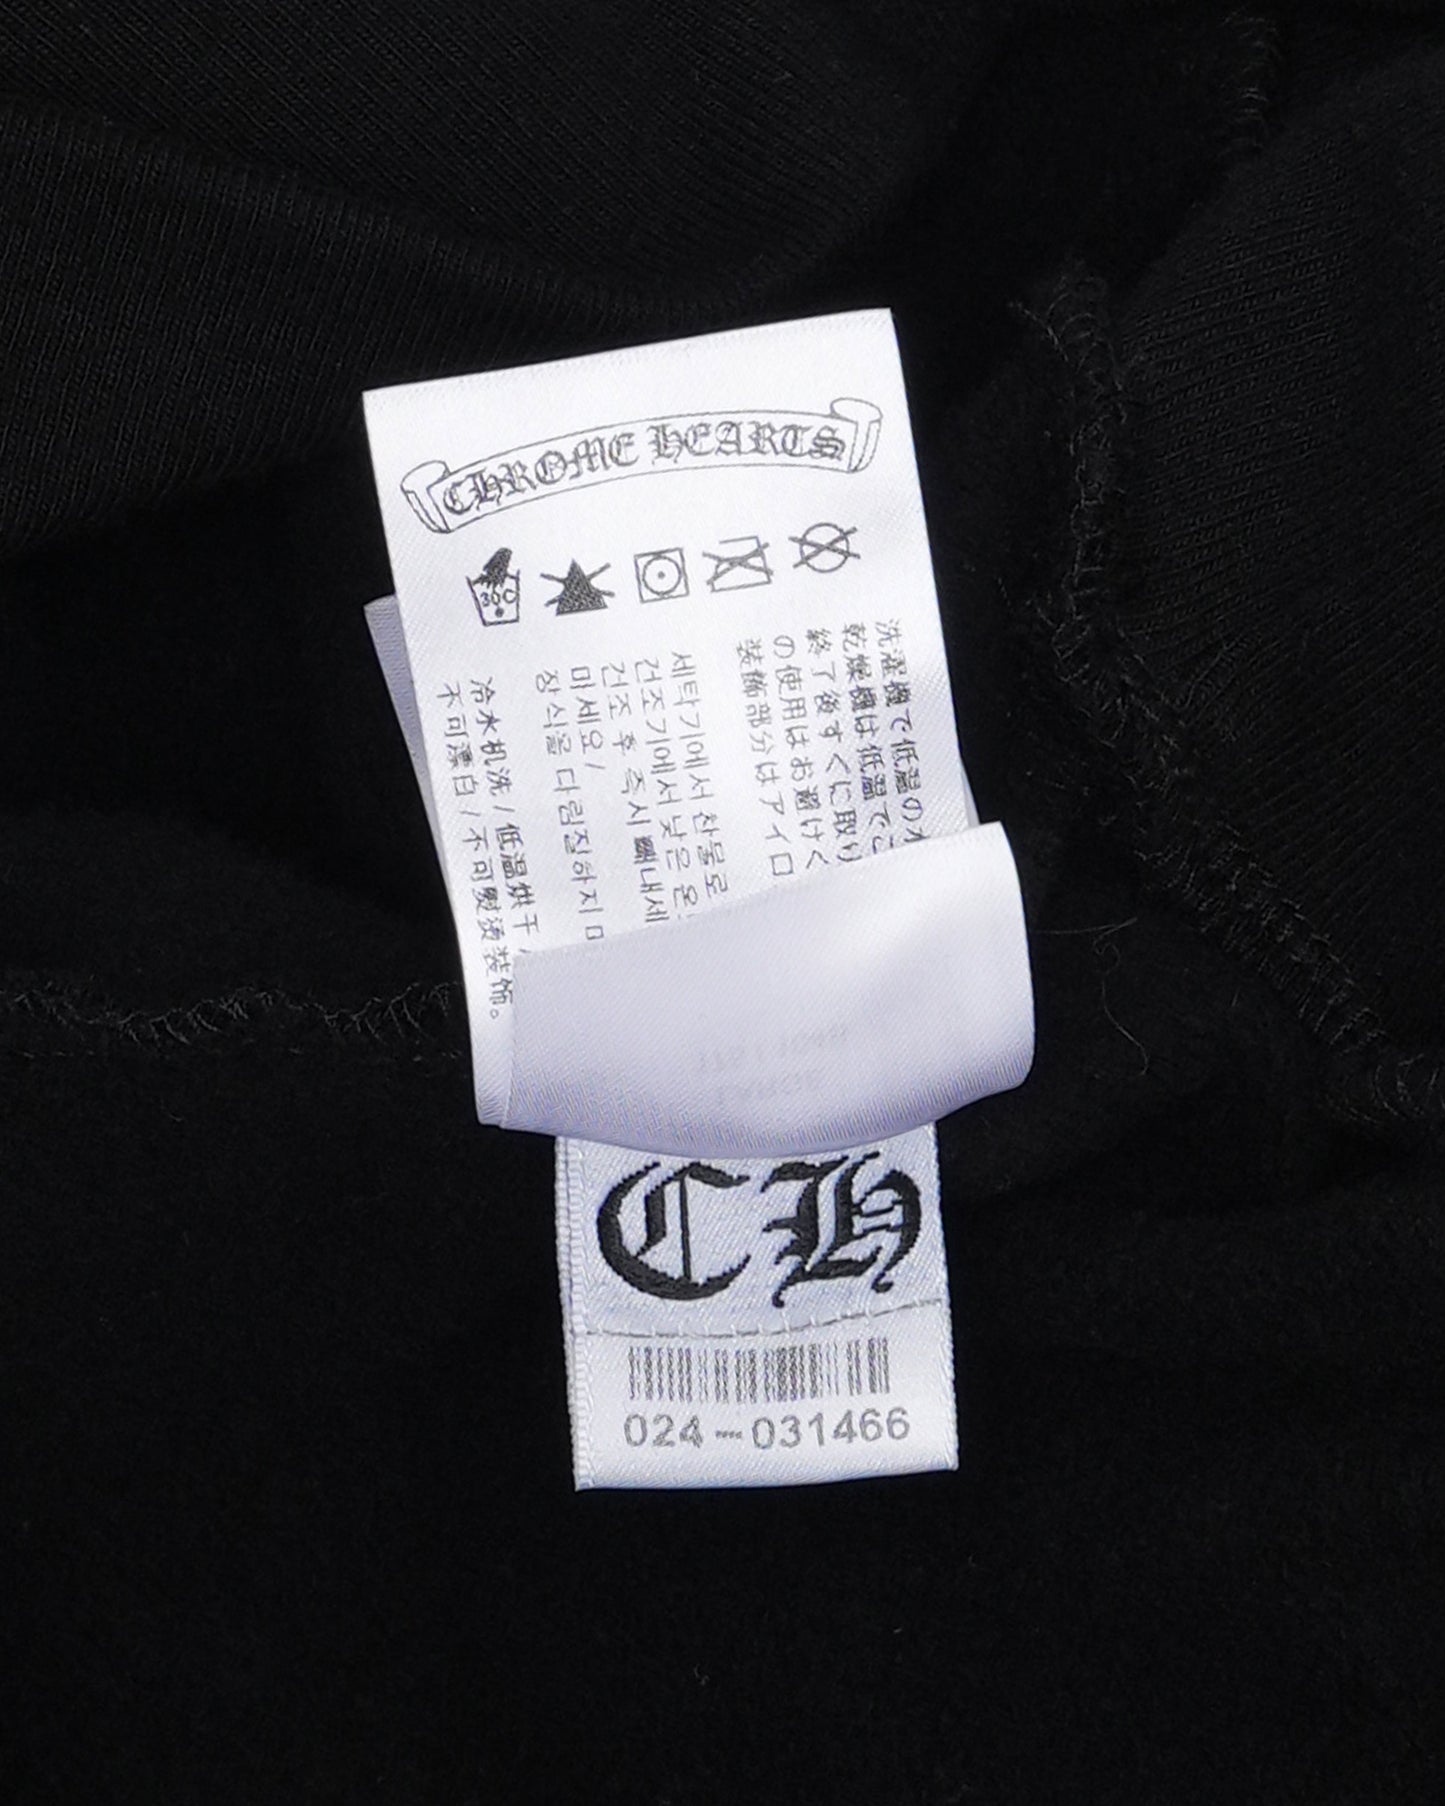 CHROME HEARTS
30C
洗濯機で低温の水
乾燥機は低温でご
終了後すぐに取り
の使用はお避けく
装飾部分はアイロ
세탁기에서 찬물로
건조기에서 낮은 온
건조 후 즉시 빼내세
마세요/
장식을 다림질하지 마
冷水机洗/低温烘干/
不可漂白/不可熨烫装饰。
CH
024-031466